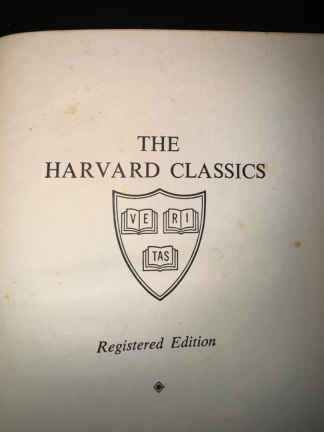 THE
HARVARD CLASSICS
VE RI
TAS
Registered Edition